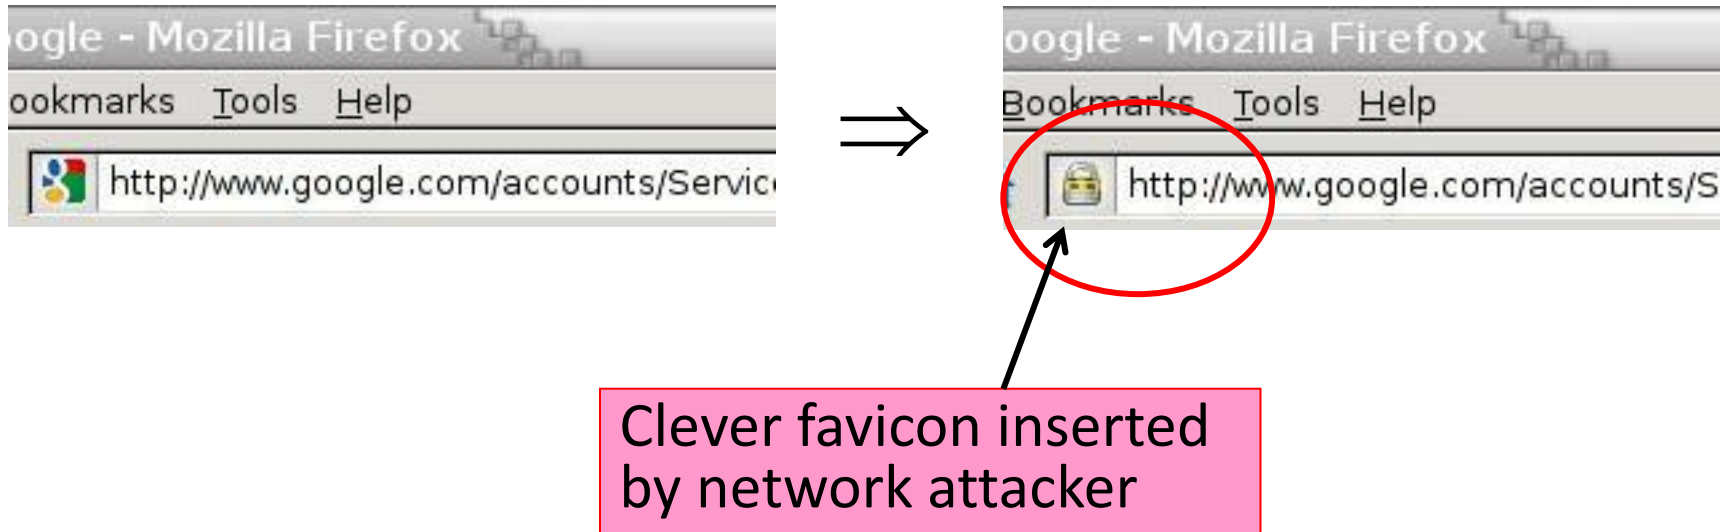 ogle - Mozilla Firefox
ookmarks Tools Help
http://www.google.com/accounts/Servic
oogle - Mozilla Firefox
Bookmarks Tools Help
http://www.google.com/accounts/S
⇒
Clever favicon inserted
by network attacker